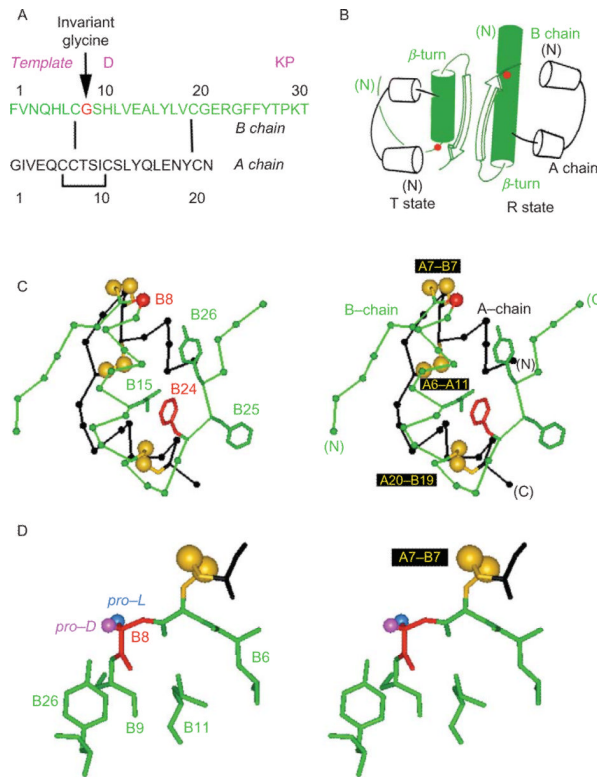 A
Invariant
glycine
Template D KP
1 10 20 30
FVNQHLCGSHLVEALYLVCGERGFFYTPKT
B chain
GIVEQCCTSICSLYQLENYCN A chain
1 10 20
B
(N) B chain
β-turn (N)
(N)
(N) A chain
β-turn
T state R state
C
B8
B26
B15 B24
B25
A7–B7
B–chain A–chain (C
(N)
A6–A11
(N)
A20–B19
(C)
D
A7–B7
pro–L
pro–D
B8
B6
B26
B9 B11